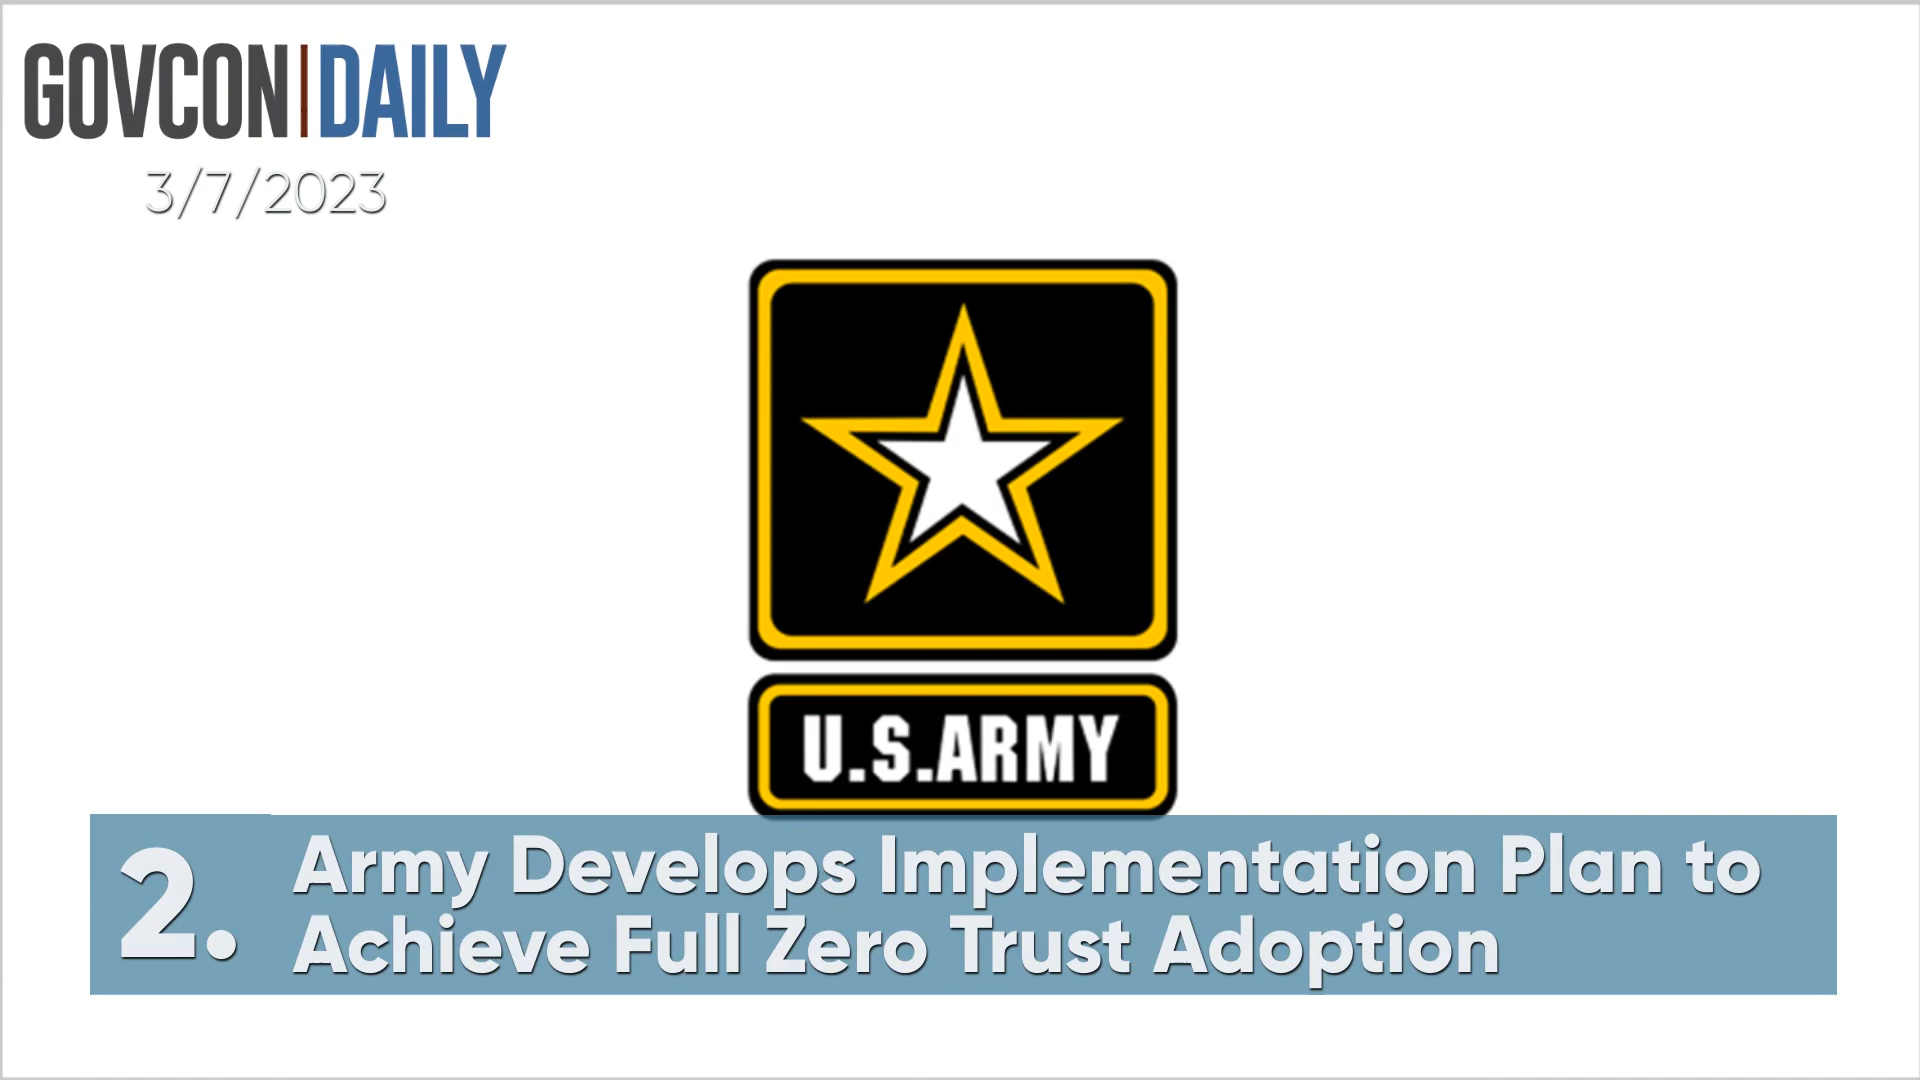 GOVCON|DAILY
3/7/2023
U.S.ARMY
2. Army Develops Implementation Plan to
Achieve Full Zero Trust Adoption